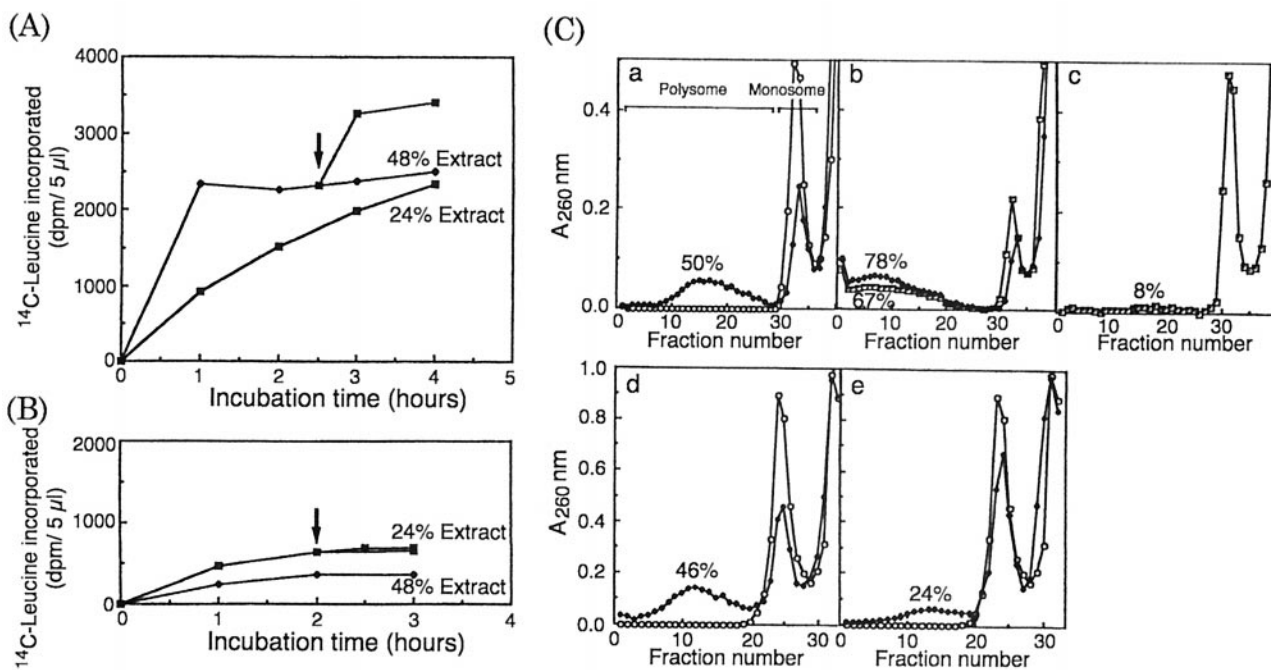 (A)
4000
3000
2000
1000
0
¹⁴C-Leucine incorporated
(dpm/ 5 µl)
48% Extract
24% Extract
0 1 2 3 4 5
Incubation time (hours)
(B)
2000
1000
0
¹⁴C-Leucine incorporated
(dpm/ 5 µl)
24% Extract
48% Extract
0 1 2 3 4
Incubation time (hours)
(C)
a b c
Polysome Monosome
0.4
0.2
0.0
A260 nm
50% 78% 67% 8%
0 10 20 30 0 10 20 30 0 10 20 30
Fraction number Fraction number Fraction number
d e
1.0
0.8
0.6
0.4
0.2
0.0
A260 nm
46% 24%
0 10 20 30 0 10 20 30
Fraction number Fraction number